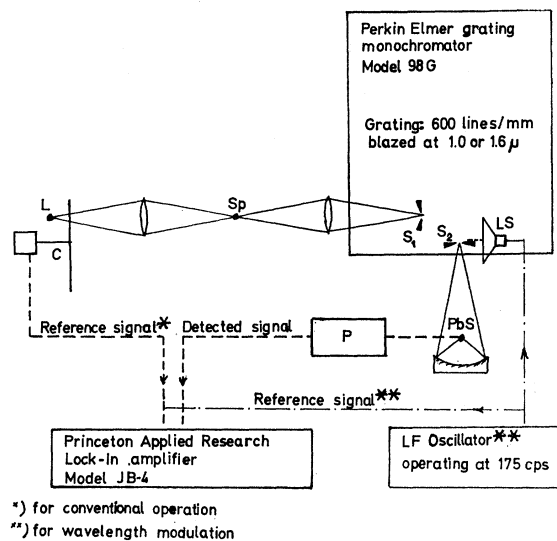 Perkin Elmer grating
monochromator
Model 98G
Grating: 600 lines/mm
blazed at 1.0 or 1.6 μ
L
Sp
S1
S2
LS
C
PbS
Reference signal*
Detected signal
P
Reference signal**
Princeton Applied Research
Lock-In amplifier
Model JB-4
LF Oscillator**
operating at 175 cps
*) for conventional operation
**) for wavelength modulation